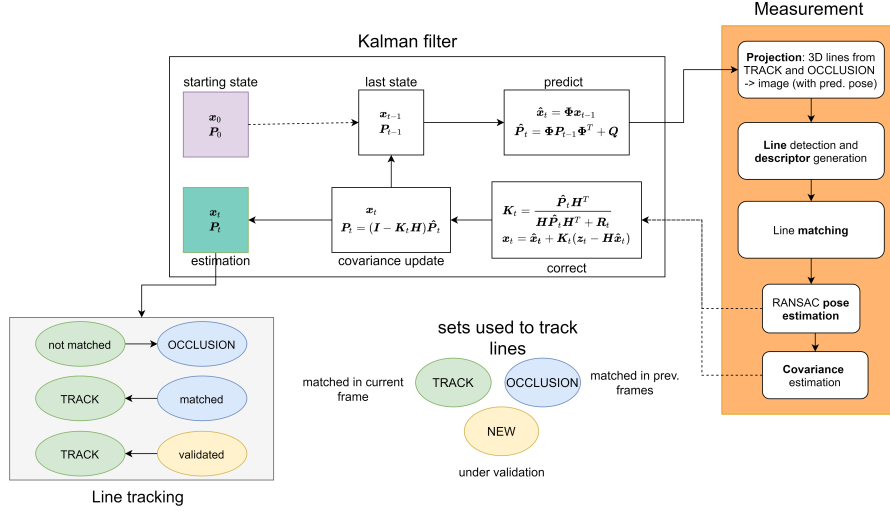 Measurement
Kalman filter
starting state
last state
predict
x₀
P₀
xₜ₋₁
Pₜ₋₁
x̂ₜ = Φxₜ₋₁
P̂ₜ = ΦPₜ₋₁Φᵀ + Q
Projection: 3D lines from
TRACK and OCCLUSION
-> image (with pred. pose)
Line detection and
descriptor generation
Line matching
RANSAC pose
estimation
Covariance
estimation
xₜ
Pₜ
estimation
xₜ
Pₜ = (I − KₜH)P̂ₜ
covariance update
Kₜ = P̂ₜHᵀ / HP̂ₜHᵀ + Rₜ
xₜ = x̂ₜ + Kₜ(zₜ − Hx̂ₜ)
correct
not matched
OCCLUSION
TRACK
matched
TRACK
validated
Line tracking
sets used to track
lines
matched in current
frame
TRACK
OCCLUSION
matched in prev.
frames
NEW
under validation